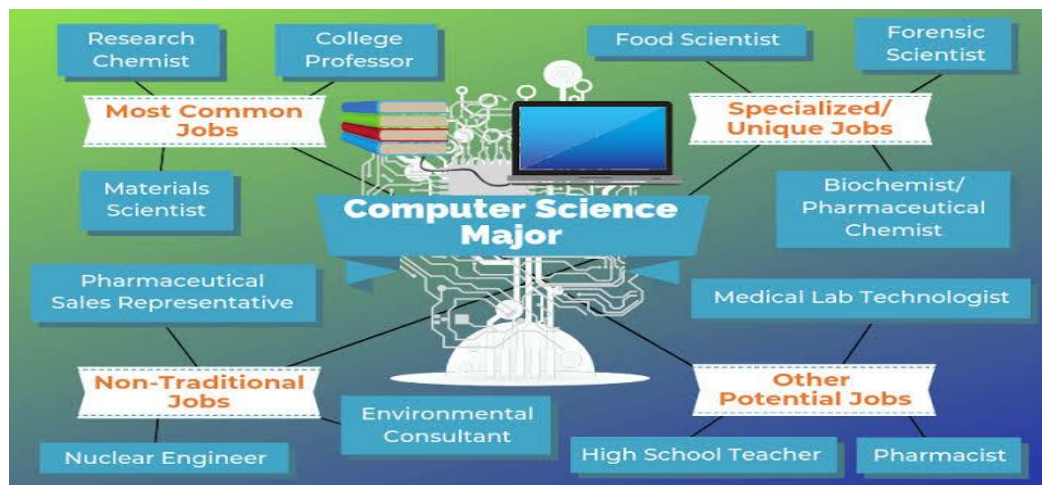 Research
Chemist
College
Professor
Most Common
Jobs
Materials
Scientist
Food Scientist
Forensic
Scientist
Specialized/
Unique Jobs
Biochemist/
Pharmaceutical
Chemist
Computer Science
Major
Pharmaceutical
Sales Representative
Non-Traditional
Jobs
Environmental
Consultant
Nuclear Engineer
Medical Lab Technologist
Other
Potential Jobs
High School Teacher
Pharmacist